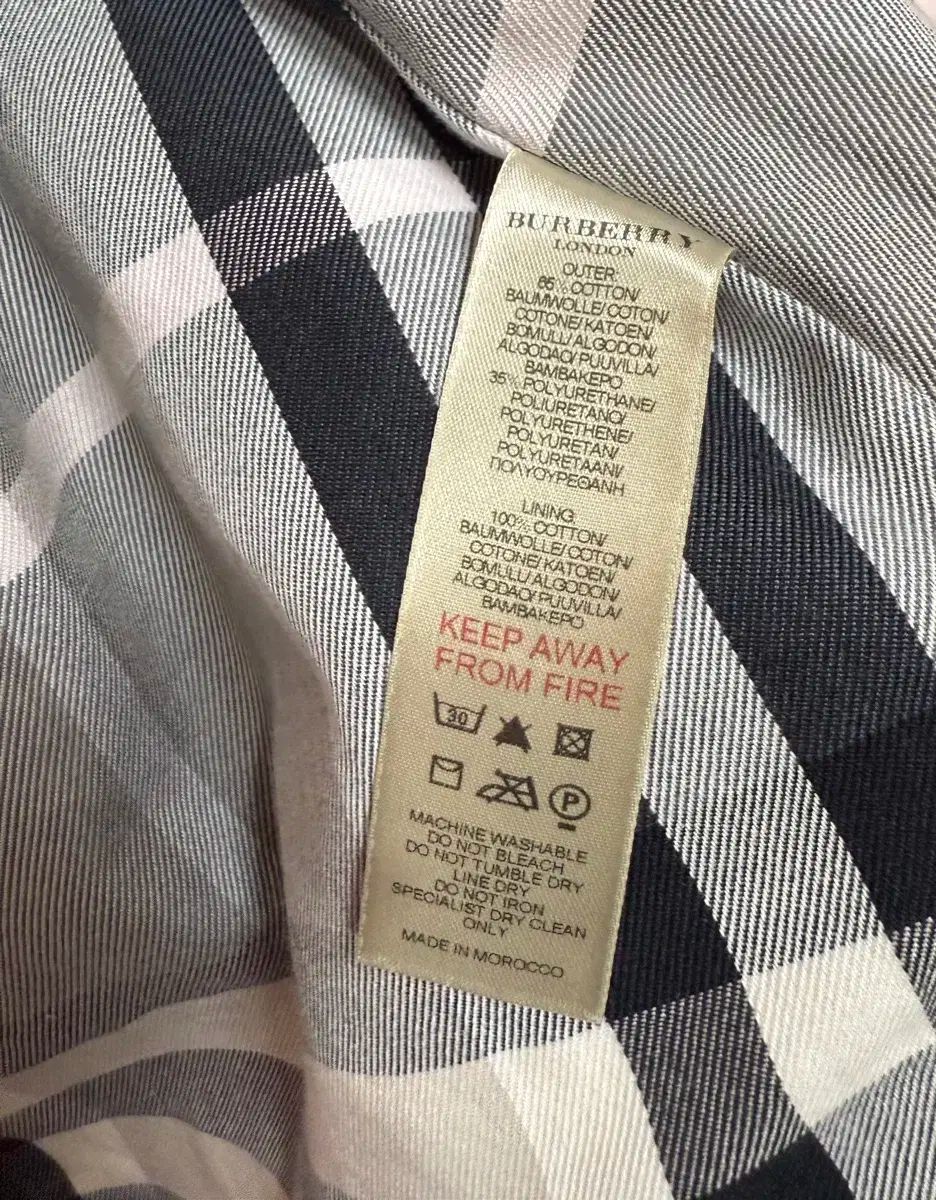 BURBERRY
LONDON
OUTER:
65% COTTON/
BAUMWOLLE/COTON/
COTONE/KATOEN/
BOMULL/ALGODON/
ALGODAO/PUUVILLA/
BAMBAKEPO
35% POLYURETHANE/
POLIURETANO/
POLYURETHENE/
POLYURETAN/
POLYURETAANI/
ΠΟΛΥΟΥΡΕΘΑΝΗ
LINING:
100% COTTON/
BAUMWOLLE/COTON/
COTONE/KATOEN/
BOMULL/ALGODON/
ALGODAO/PUUVILLA/
BAMBAKEPO
KEEP AWAY
FROM FIRE
30
P
MACHINE WASHABLE
DO NOT BLEACH
DO NOT TUMBLE DRY
LINE DRY
DO NOT IRON
SPECIALIST DRY CLEAN
ONLY
MADE IN MOROCCO